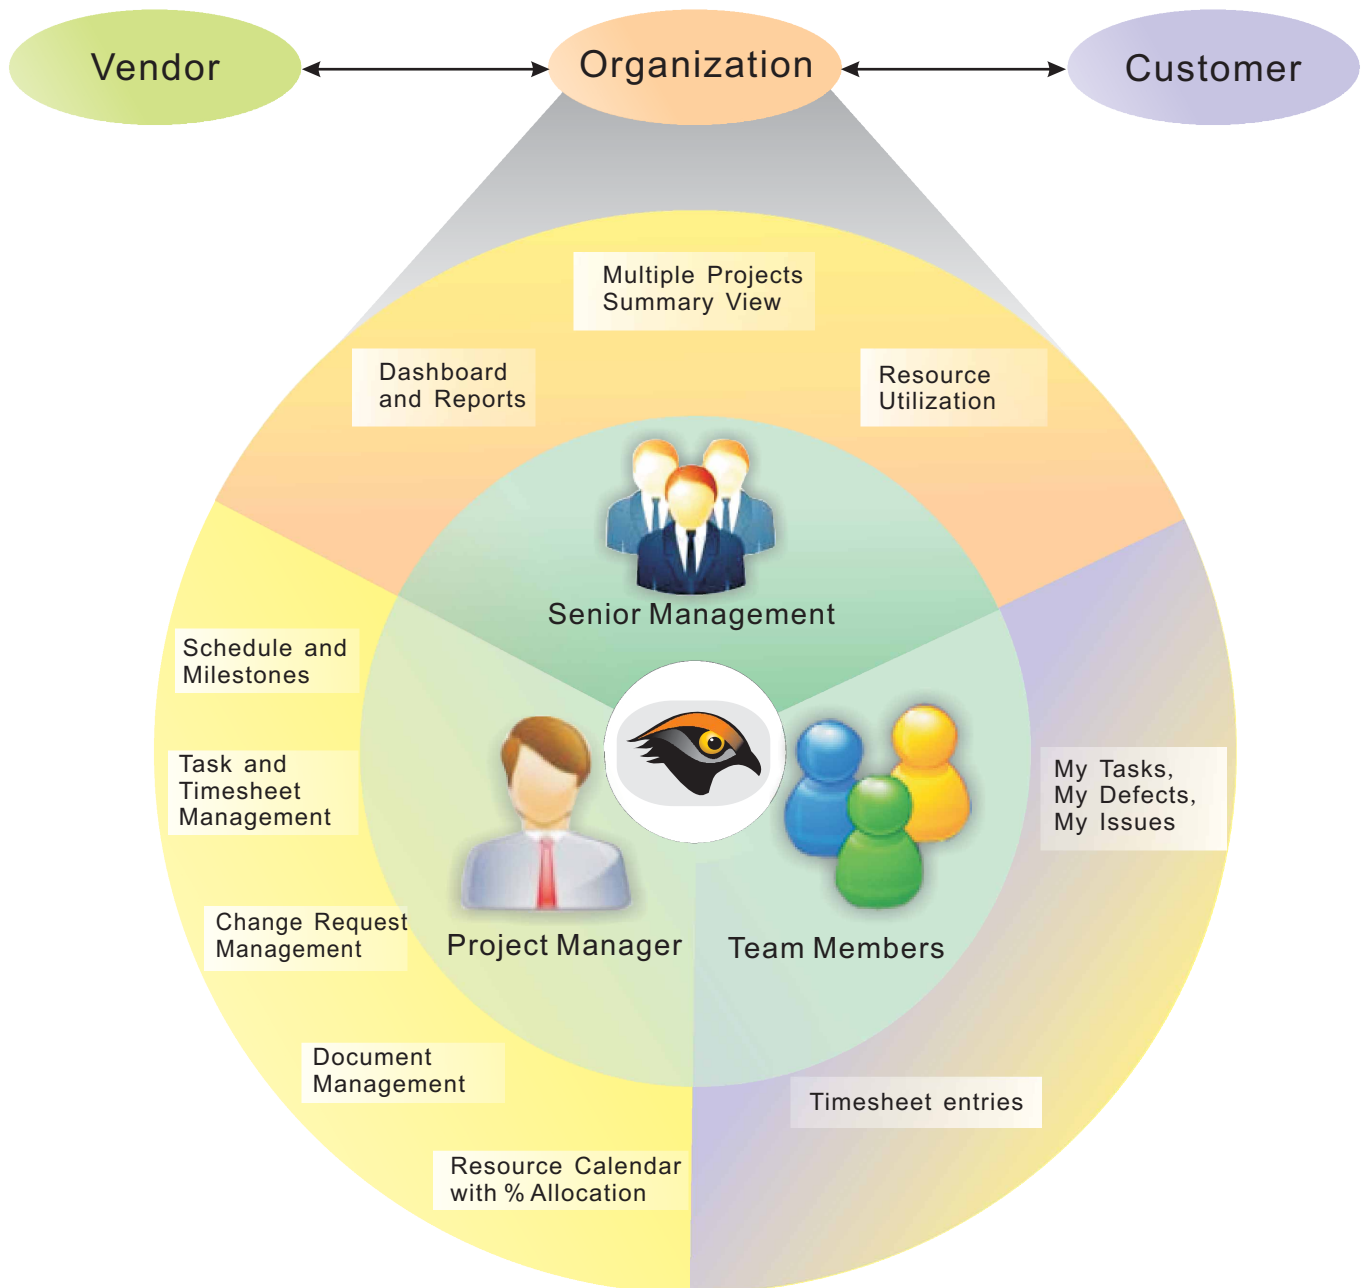 Vendor
Organization
Customer
Multiple Projects
Summary View
Dashboard
and Reports
Resource
Utilization
Senior Management
Schedule and
Milestones
Task and
Timesheet
Management
My Tasks,
My Defects,
My Issues
Change Request
Management
Project Manager
Team Members
Document
Management
Timesheet entries
Resource Calendar
with % Allocation